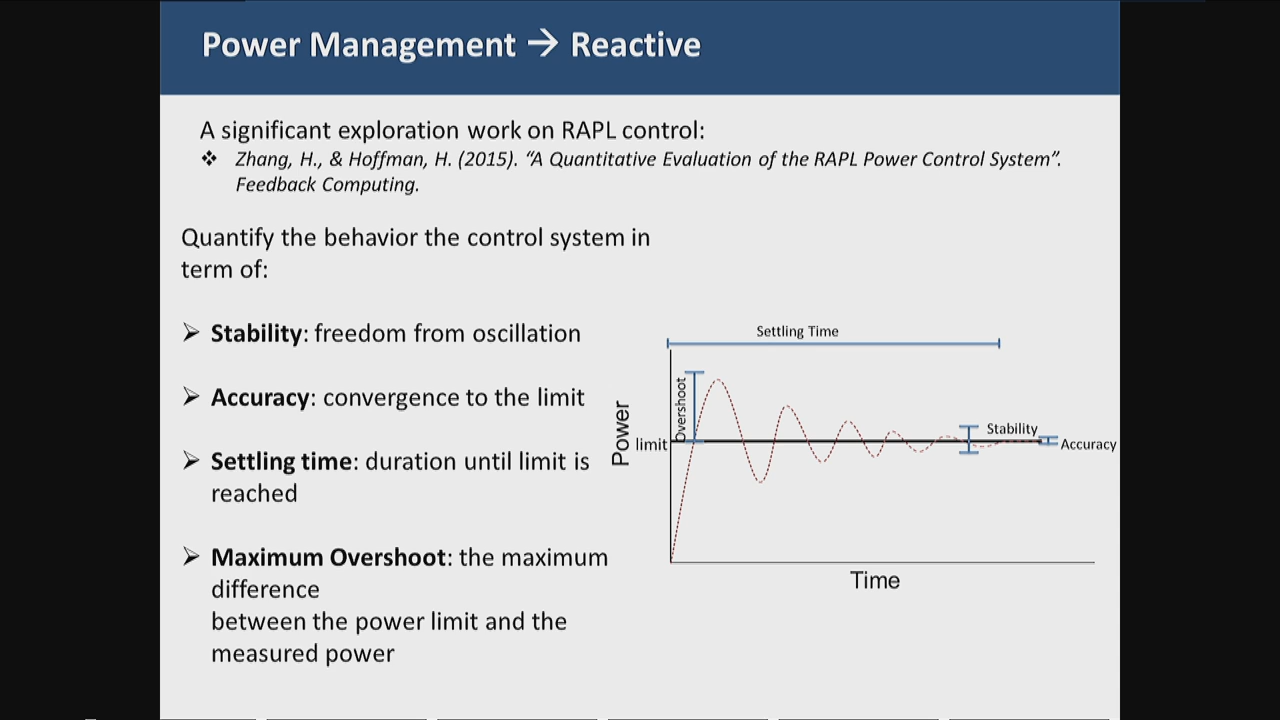 Power Management → Reactive
A significant exploration work on RAPL control:
❖ Zhang, H., & Hoffman, H. (2015). “A Quantitative Evaluation of the RAPL Power Control System”.
Feedback Computing.
Quantify the behavior the control system in
term of:
➢ Stability: freedom from oscillation
➢ Accuracy: convergence to the limit
➢ Settling time: duration until limit is
reached
➢ Maximum Overshoot: the maximum
difference
between the power limit and the
measured power
Settling Time
Overshoot
Power
limit
Stability
Accuracy
Time